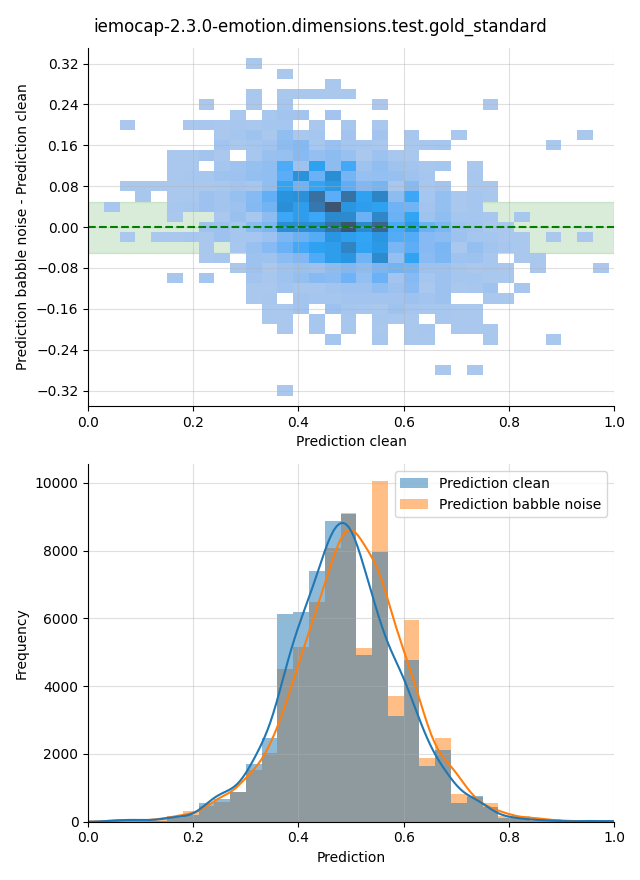 iemocap-2.3.0-emotion.dimensions.test.gold_standard
Prediction babble noise - Prediction clean
0.32
0.24
0.16
0.08
0.00
−0.08
−0.16
−0.24
−0.32
0.0 0.2 0.4 0.6 0.8 1.0
Prediction clean
Frequency
10000
8000
6000
4000
2000
0
Prediction clean
Prediction babble noise
0.0 0.2 0.4 0.6 0.8 1.0
Prediction